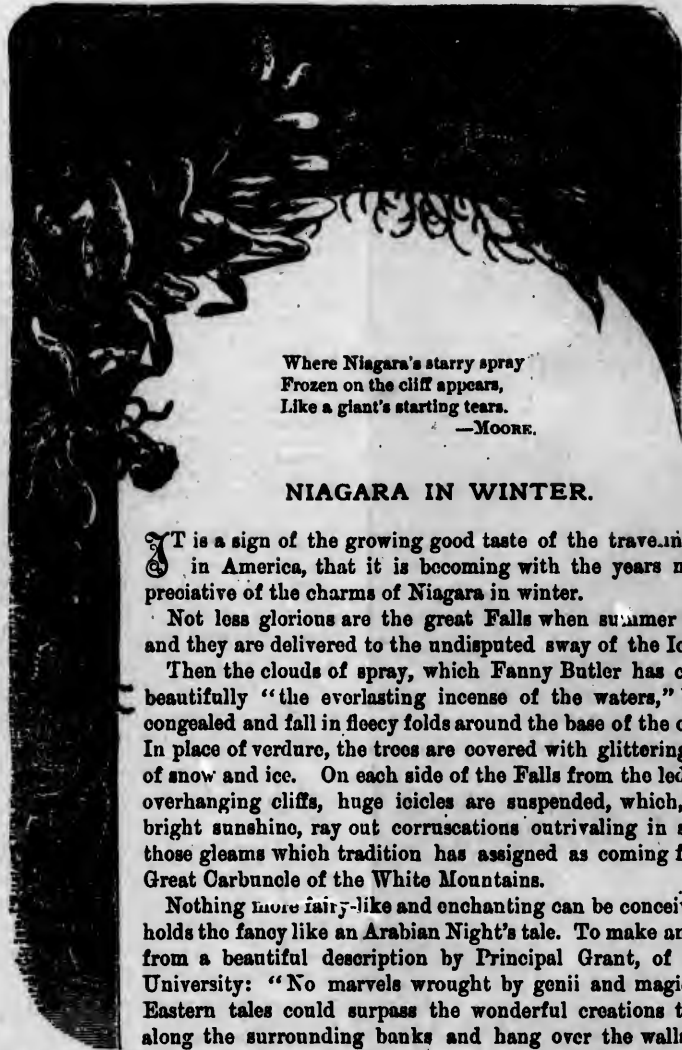 Where Niagara's starry spray
Frozen on the cliff appears,
Like a giant's starting tears.
—MOORE.
NIAGARA IN WINTER.
IT is a sign of the growing good taste of the
in America, that it is becoming with the years
preciative of the charms of Niagara in winter.
Not less glorious are the great Falls when summer
and they are delivered to the undisputed sway of the
Then the clouds of spray, which Fanny Butler has
beautifully "the everlasting incense of the waters,"
congealed and fall in fleecy folds around the base of the
In place of verdure, the trees are covered with glittering
of snow and ice. On each side of the Falls from the
overhanging cliffs, huge icicles are suspended, which,
bright sunshine, ray out corruscations outrivaling in
those gleams which tradition has assigned as coming
Great Carbuncle of the White Mountains.
Nothing more fairy-like and enchanting can be
holds the fancy like an Arabian Night's tale. To make
from a beautiful description by Principal Grant, of
University: "No marvels wrought by genii and
Eastern tales could surpass the wonderful creations
along the surrounding banks and hang over the